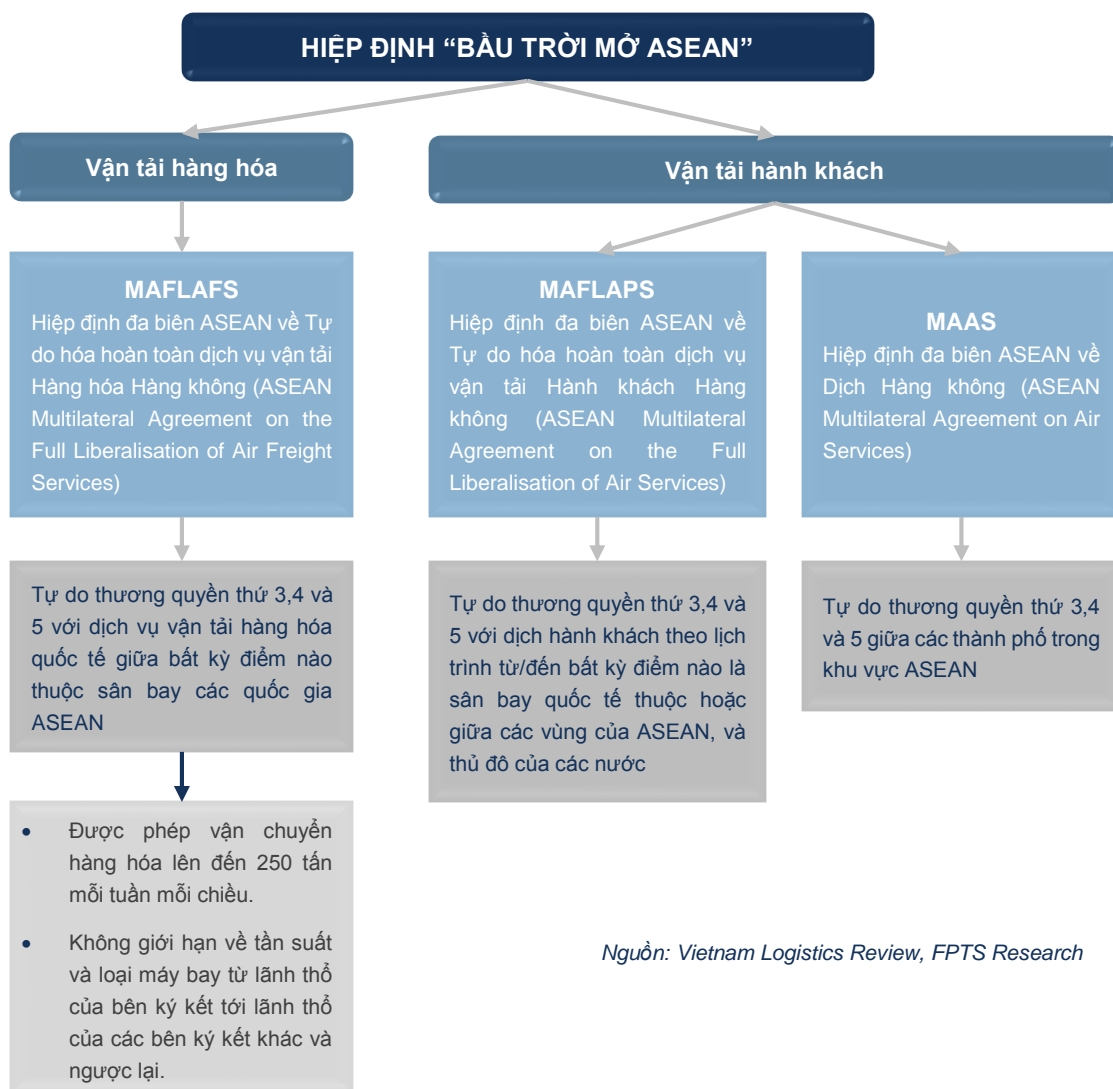 HIỆP ĐỊNH “BẦU TRỜI MỞ ASEAN”
Vận tải hàng hóa
Vận tải hành khách
MAFLAFS
Hiệp định đa biên ASEAN về Tự
do hóa hoàn toàn dịch vụ vận tải
Hàng hóa Hàng không (ASEAN
Multilateral Agreement on the
Full Liberalisation of Air Freight
Services)
MAFLAPS
Hiệp định đa biên ASEAN về
Tự do hóa hoàn toàn dịch vụ
vận tải Hành khách Hàng
không (ASEAN Multilateral
Agreement on the Full
Liberalisation of Air Services)
MAAS
Hiệp định đa biên ASEAN về
Dịch Hàng không (ASEAN
Multilateral Agreement on Air
Services)
Tự do thương quyền thứ 3,4 và
5 với dịch vụ vận tải hàng hóa
quốc tế giữa bất kỳ điểm nào
thuộc sân bay các quốc gia
ASEAN
Tự do thương quyền thứ 3,4 và
5 với dịch hành khách theo lịch
trình từ/đến bất kỳ điểm nào là
sân bay quốc tế thuộc hoặc
giữa các vùng của ASEAN, và
thủ đô của các nước
Tự do thương quyền thứ 3,4
và 5 giữa các thành phố trong
khu vực ASEAN
• Được phép vận chuyển
hàng hóa lên đến 250 tấn
mỗi tuần mỗi chiều.
• Không giới hạn về tần suất
và loại máy bay từ lãnh thổ
của bên ký kết tới lãnh thổ
của các bên ký kết khác và
ngược lại.
Nguồn: Vietnam Logistics Review, FPTS Research